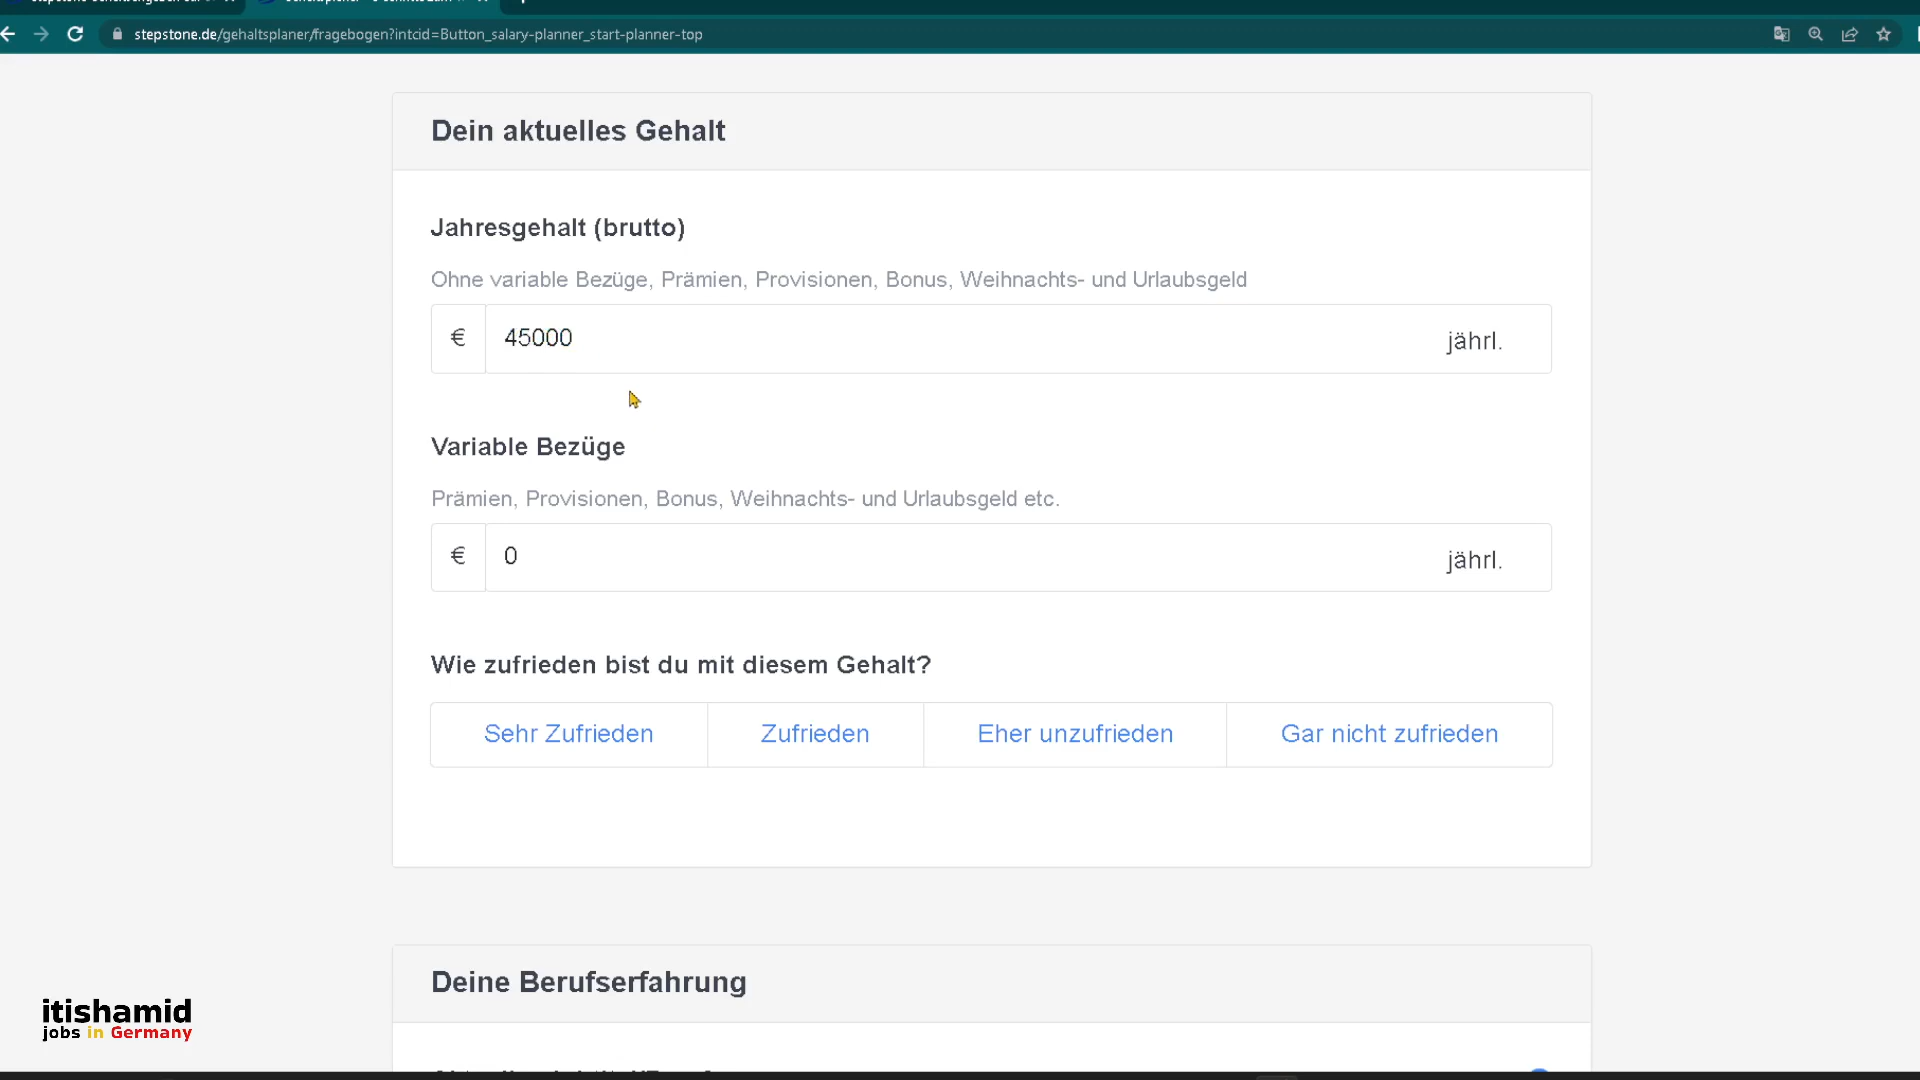 stepstone.de/gehaltsplaner/fragebogen?intcid=Button_salary-planner_start-planner-top
Dein aktuelles Gehalt
Jahresgehalt (brutto)
Ohne variable Bezüge, Prämien, Provisionen, Bonus, Weihnachts- und Urlaubsgeld
€ 45000 jährl.
Variable Bezüge
Prämien, Provisionen, Bonus, Weihnachts- und Urlaubsgeld etc.
€ 0 jährl.
Wie zufrieden bist du mit diesem Gehalt?
Sehr Zufrieden Zufrieden Eher unzufrieden Gar nicht zufrieden
Deine Berufserfahrung
itishamid
jobs in Germany